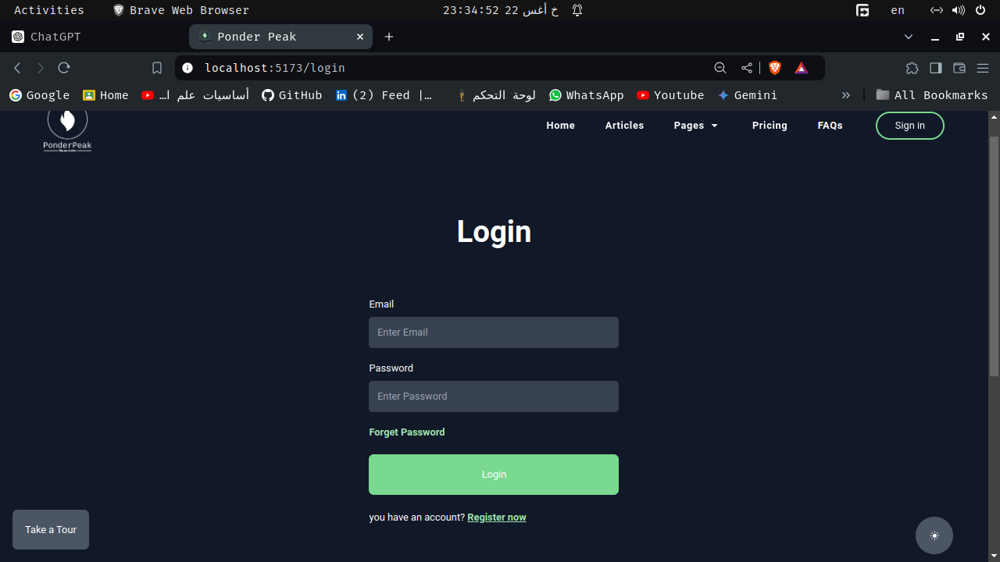 Activities Brave Web Browser 23:34:52 22 خ أغس en
ChatGPT Ponder Peak
localhost:5173/login
Google Home أساسيات علم ا... GitHub (2) Feed |... لوحة التحكم WhatsApp Youtube Gemini » All Bookmarks
PonderPeak
Home Articles Pages Pricing FAQs Sign in
Login
Email
Enter Email
Password
Enter Password
Forget Password
Login
you have an account? Register now
Take a Tour